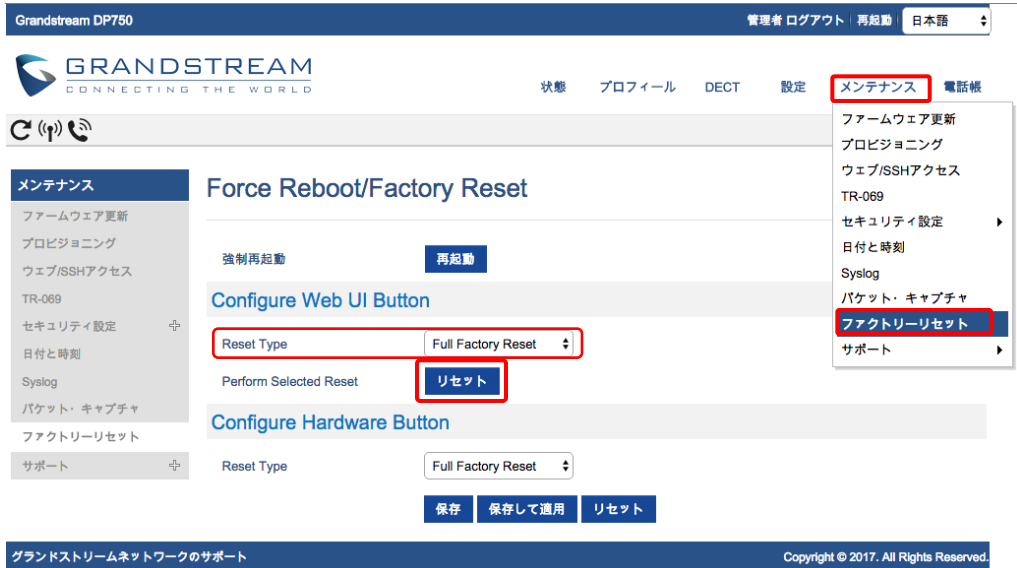 Grandstream DP750
管理者 ログアウト 再起動 日本語
GRANDSTREAM
CONNECTING THE WORLD
状態 プロフィール DECT 設定 メンテナンス 電話帳
ファームウェア更新
プロビジョニング
ウェブ/SSHアクセス
TR-069
セキュリティ設定
日付と時刻
Syslog
パケット・キャプチャ
ファクトリーリセット
サポート
メンテナンス
ファームウェア更新
プロビジョニング
ウェブ/SSHアクセス
TR-069
セキュリティ設定
日付と時刻
Syslog
パケット・キャプチャ
ファクトリーリセット
サポート
Force Reboot/Factory Reset
強制再起動 再起動
Configure Web UI Button
Reset Type Full Factory Reset
Perform Selected Reset リセット
Configure Hardware Button
Reset Type Full Factory Reset
保存 保存して適用 リセット
グランドストリームネットワークのサポート
Copyright © 2017. All Rights Reserved.